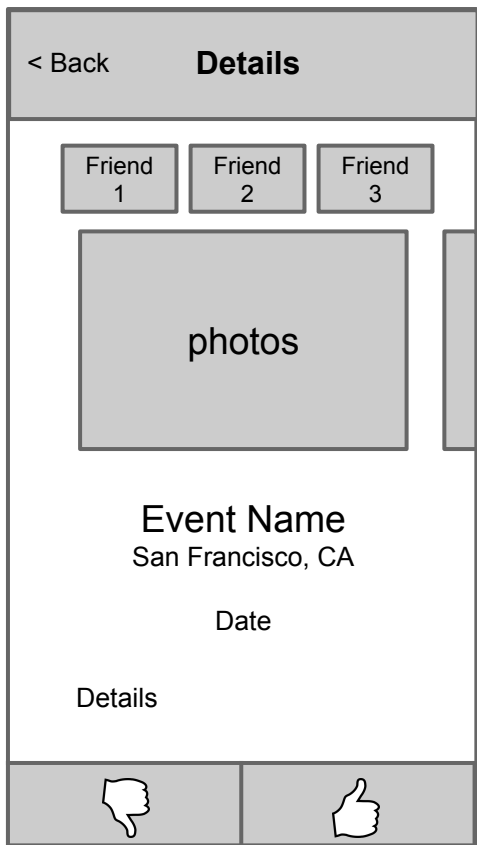 < Back Details
Friend Friend Friend
1 2 3
photos
Event Name
San Francisco, CA
Date
Details